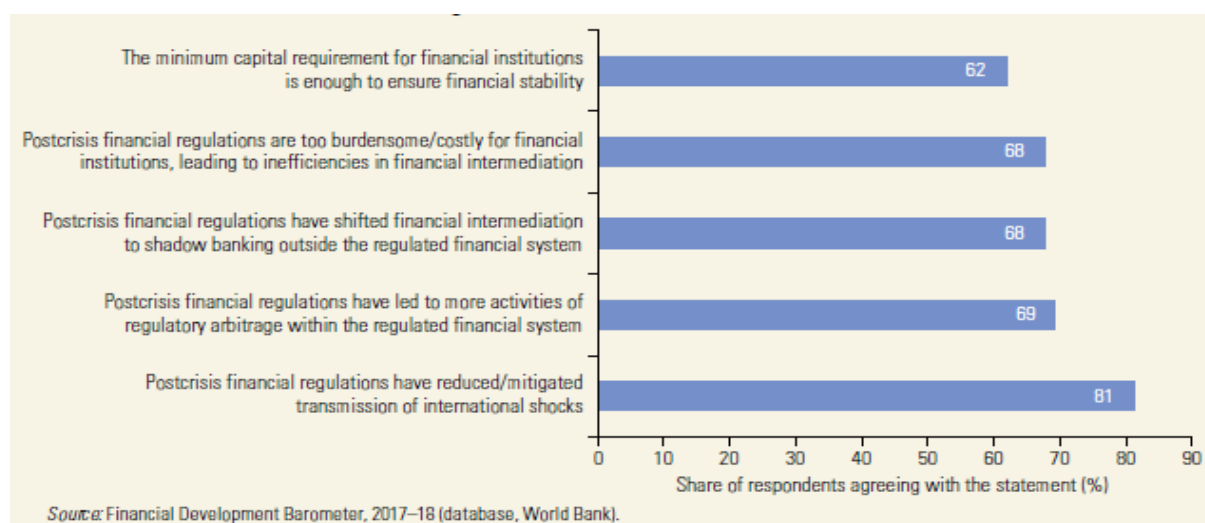 The minimum capital requirement for financial institutions
is enough to ensure financial stability
62
Postcrisis financial regulations are too burdensome/costly for financial
institutions, leading to inefficiencies in financial intermediation
68
Postcrisis financial regulations have shifted financial intermediation
to shadow banking outside the regulated financial system
68
Postcrisis financial regulations have led to more activities of
regulatory arbitrage within the regulated financial system
69
Postcrisis financial regulations have reduced/mitigated
transmission of international shocks
81
0 10 20 30 40 50 60 70 80 90
Share of respondents agreeing with the statement (%)
Source: Financial Development Barometer, 2017–18 (database, World Bank).